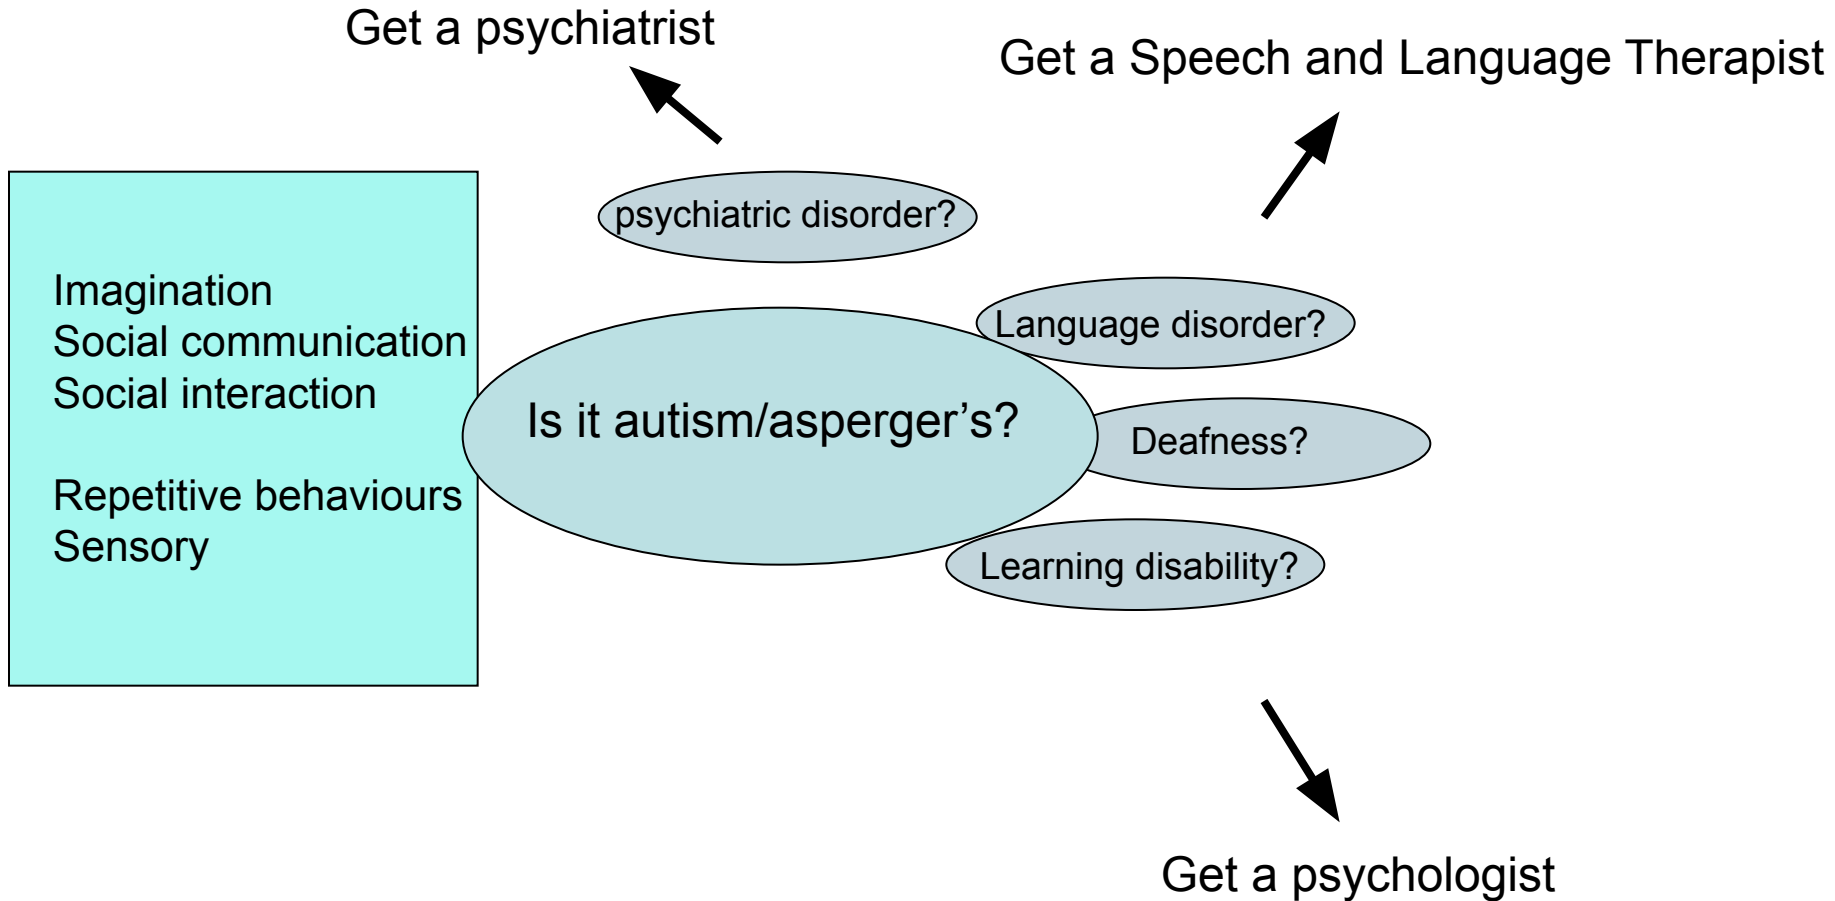 Get a psychiatrist
Get a Speech and Language Therapist
psychiatric disorder?
Imagination
Social communication
Social interaction
Repetitive behaviours
Sensory
Language disorder?
Is it autism/asperger’s?
Deafness?
Learning disability?
Get a psychologist